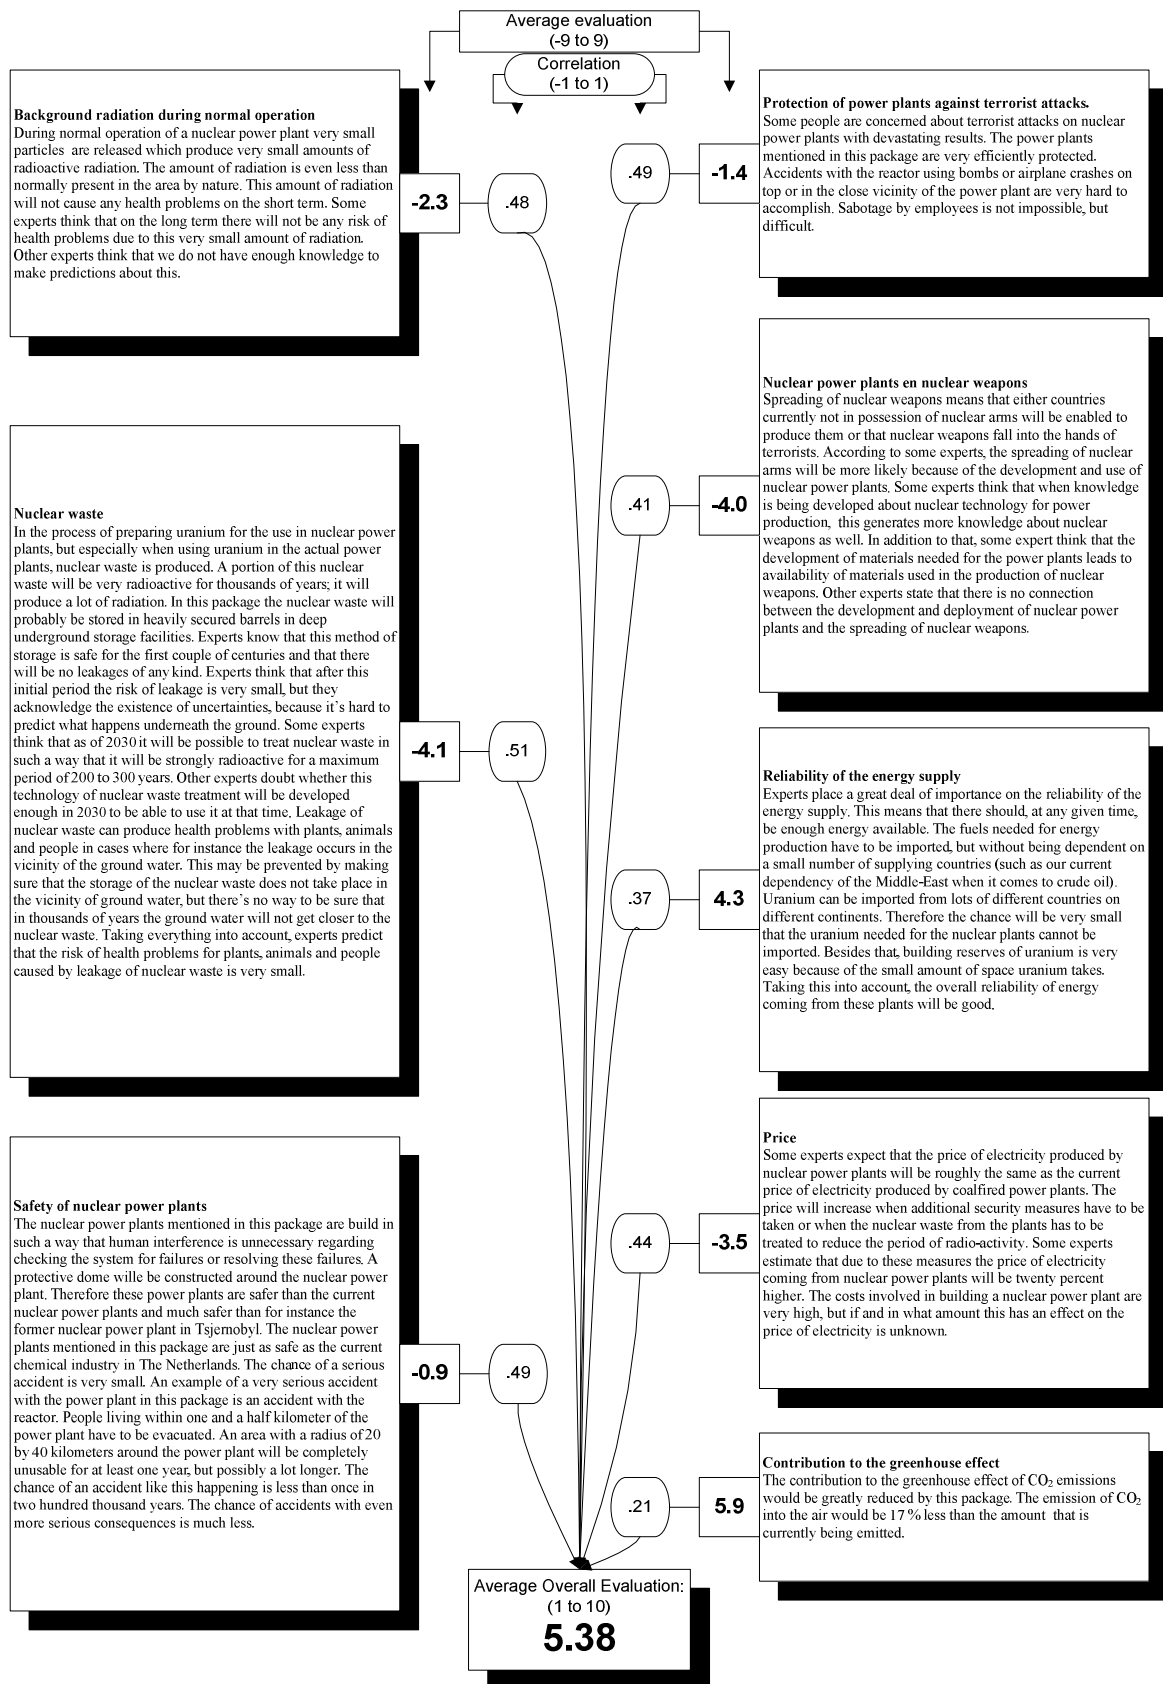 Average evaluation
(-9 to 9)
Correlation
(-1 to 1)
Background radiation during normal operation
During normal operation of a nuclear power plant very small
particles are released which produce very small amounts of
radioactive radiation. The amount of radiation is even less than
normally present in the area by nature. This amount of radiation
will not cause any health problems on the short term. Some
experts think that on the long term there will not be any risk of
health problems due to this very small amount of radiation.
Other experts think that we do not have enough knowledge to
make predictions about this.
-2.3
.48
Nuclear waste
In the process of preparing uranium for the use in nuclear power
plants, but especially when using uranium in the actual power
plants, nuclear waste is produced. A portion of this nuclear
waste will be very radioactive for thousands of years; it will
produce a lot of radiation. In this package the nuclear waste will
probably be stored in heavily secured barrels in deep
underground storage facilities. Experts know that this method of
storage is safe for the first couple of centuries and that there
will be no leakages of any kind. Experts think that after this
initial period the risk of leakage is very small, but they
acknowledge the existence of uncertainties, because it's hard to
predict what happens underneath the ground. Some experts
think that as of 2030 it will be possible to treat nuclear waste in
such a way that it will be strongly radioactive for a maximum
period of 200 to 300 years. Other experts doubt whether this
technology of nuclear waste treatment will be developed
enough in 2030 to be able to use it at that time. Leakage of
nuclear waste can produce health problems with plants, animals
and people in cases where for instance the leakage occurs in the
vicinity of the ground water. This may be prevented by making
sure that the storage of the nuclear waste does not take place in
the vicinity of ground water, but there's no way to be sure that
in thousands of years the ground water will not get closer to the
nuclear waste. Taking everything into account, experts predict
that the risk of health problems for plants, animals and people
caused by leakage of nuclear waste is very small.
-4.1
.51
Safety of nuclear power plants
The nuclear power plants mentioned in this package are build in
such a way that human interference is unnecessary regarding
checking the system for failures or resolving these failures. A
protective dome wille be constructed around the nuclear power
plant. Therefore these power plants are safer than the current
nuclear power plants and much safer than for instance the
former nuclear power plant in Tsjernobyl. The nuclear power
plants mentioned in this package are just as safe as the current
chemical industry in The Netherlands. The chance of a serious
accident is very small. An example of a very serious accident
with the power plant in this package is an accident with the
reactor. People living within one and a half kilometer of the
power plant have to be evacuated. An area with a radius of 20
by 40 kilometers around the power plant will be completely
unusable for at least one year, but possibly a lot longer. The
chance of an accident like this happening is less than once in
two hundred thousand years. The chance of accidents with even
more serious consequences is much less.
-0.9
.49
Protection of power plants against terrorist attacks.
Some people are concerned about terrorist attacks on nuclear
power plants with devastating results. The power plants
mentioned in this package are very efficiently protected.
Accidents with the reactor using bombs or airplane crashes on
top or in the close vicinity of the power plant are very hard to
accomplish. Sabotage by employees is not impossible, but
difficult.
.49
-1.4
Nuclear power plants en nuclear weapons
Spreading of nuclear weapons means that either countries
currently not in possession of nuclear arms will be enabled to
produce them or that nuclear weapons fall into the hands of
terrorists. According to some experts, the spreading of nuclear
arms will be more likely because of the development and use of
nuclear power plants. Some experts think that when knowledge
is being developed about nuclear technology for power
production, this generates more knowledge about nuclear
weapons as well. In addition to that, some expert think that the
development of materials needed for the power plants leads to
availability of materials used in the production of nuclear
weapons. Other experts state that there is no connection
between the development and deployment of nuclear power
plants and the spreading of nuclear weapons.
.41
-4.0
Reliability of the energy supply
Experts place a great deal of importance on the reliability of the
energy supply. This means that there should, at any given time,
be enough energy available. The fuels needed for energy
production have to be imported, but without being dependent on
a small number of supplying countries (such as our current
dependency of the Middle-East when it comes to crude oil).
Uranium can be imported from lots of different countries on
different continents. Therefore the chance will be very small
that the uranium needed for the nuclear plants cannot be
imported. Besides that, building reserves of uranium is very
easy because of the small amount of space uranium takes.
Taking this into account, the overall reliability of energy
coming from these plants will be good.
.37
4.3
Price
Some experts expect that the price of electricity produced by
nuclear power plants will be roughly the same as the current
price of electricity produced by coalfired power plants. The
price will increase when additional security measures have to be
taken or when the nuclear waste from the plants has to be
treated to reduce the period of radio-activity. Some experts
estimate that due to these measures the price of electricity
coming from nuclear power plants will be twenty percent
higher. The costs involved in building a nuclear power plant are
very high, but if and in what amount this has an effect on the
price of electricity is unknown.
.44
-3.5
Contribution to the greenhouse effect
The contribution to the greenhouse effect of CO₂ emissions
would be greatly reduced by this package. The emission of CO₂
into the air would be 17 % less than the amount that is
currently being emitted.
.21
5.9
Average Overall Evaluation:
(1 to 10)
5.38